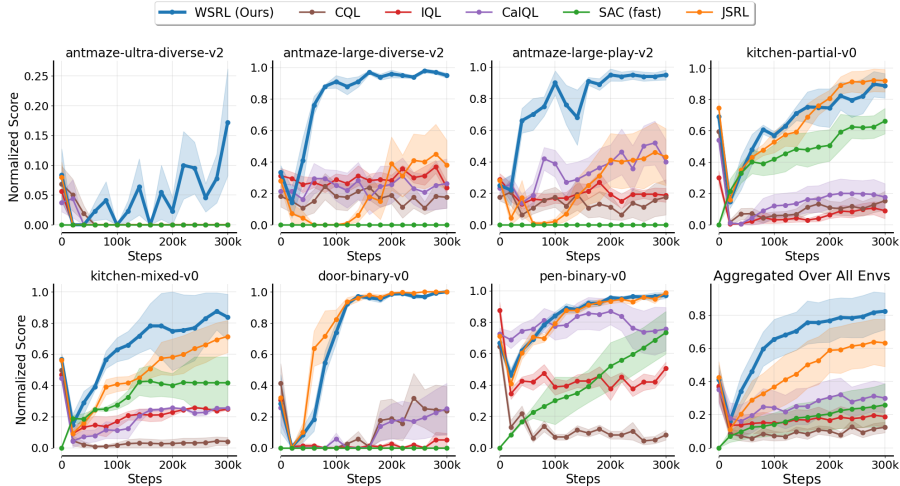 WSRL (Ours) CQL IQL CalQL SAC (fast) JSRL
antmaze-ultra-diverse-v2 antmaze-large-diverse-v2 antmaze-large-play-v2 kitchen-partial-v0
Normalized Score
0.25
0.20
0.15
0.10
0.05
0.00
0 100k 200k 300k
Steps
1.0
0.8
0.6
0.4
0.2
0.0
0 100k 200k 300k
Steps
1.0
0.8
0.6
0.4
0.2
0.0
0 100k 200k 300k
Steps
1.0
0.8
0.6
0.4
0.2
0.0
0 100k 200k 300k
Steps
kitchen-mixed-v0 door-binary-v0 pen-binary-v0 Aggregated Over All Envs
Normalized Score
1.0
0.8
0.6
0.4
0.2
0.0
0 100k 200k 300k
Steps
1.0
0.8
0.6
0.4
0.2
0.0
0 100k 200k 300k
Steps
1.0
0.8
0.6
0.4
0.2
0.0
0 100k 200k 300k
Steps
1.0
0.8
0.6
0.4
0.2
0.0
0 100k 200k 300k
Steps